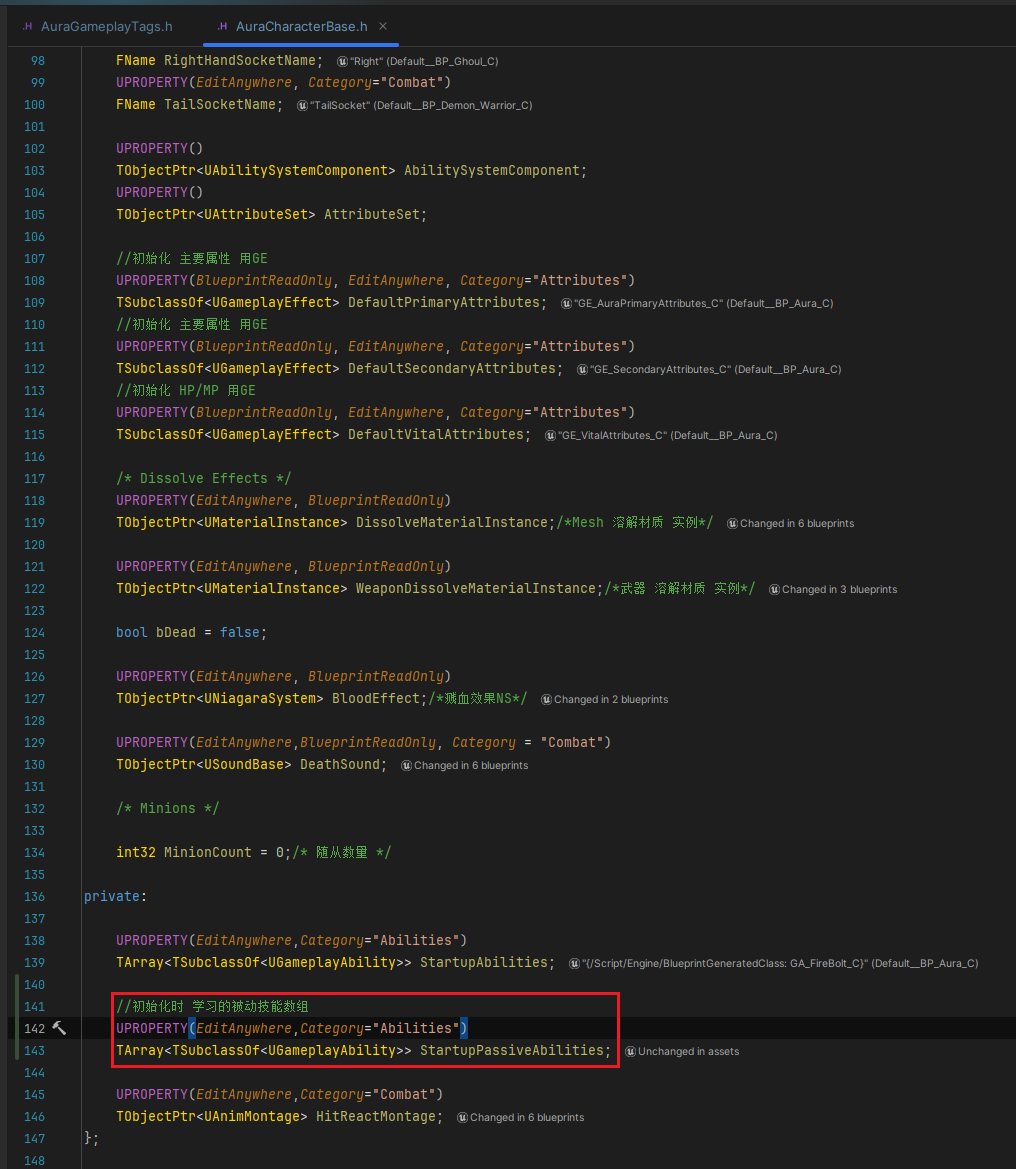 .H AuraGameplayTags.h .H AuraCharacterBase.h ×
98 FName RightHandSocketName; "Right" (Default__BP_Ghoul_C)
99 UPROPERTY(EditAnywhere, Category="Combat")
100 FName TailSocketName; "TailSocket" (Default__BP_Demon_Warrior_C)
101
102 UPROPERTY()
103 TObjectPtr<UAbilitySystemComponent> AbilitySystemComponent;
104 UPROPERTY()
105 TObjectPtr<UAttributeSet> AttributeSet;
106
107 //初始化 主要属性 用GE
108 UPROPERTY(BlueprintReadOnly, EditAnywhere, Category="Attributes")
109 TSubclassOf<UGameplayEffect> DefaultPrimaryAttributes; "GE_AuraPrimaryAttributes_C" (Default__BP_Aura_C)
110 //初始化 主要属性 用GE
111 UPROPERTY(BlueprintReadOnly, EditAnywhere, Category="Attributes")
112 TSubclassOf<UGameplayEffect> DefaultSecondaryAttributes; "GE_SecondaryAttributes_C" (Default__BP_Aura_C)
113 //初始化 HP/MP 用GE
114 UPROPERTY(BlueprintReadOnly, EditAnywhere, Category="Attributes")
115 TSubclassOf<UGameplayEffect> DefaultVitalAttributes; "GE_VitalAttributes_C" (Default__BP_Aura_C)
116
117 /* Dissolve Effects */
118 UPROPERTY(EditAnywhere, BlueprintReadOnly)
119 TObjectPtr<UMaterialInstance> DissolveMaterialInstance;/*Mesh 溶解材质 实例*/ Changed in 6 blueprints
120
121 UPROPERTY(EditAnywhere, BlueprintReadOnly)
122 TObjectPtr<UMaterialInstance> WeaponDissolveMaterialInstance;/*武器 溶解材质 实例*/ Changed in 3 blueprints
123
124 bool bDead = false;
125
126 UPROPERTY(EditAnywhere, BlueprintReadOnly)
127 TObjectPtr<UNiagaraSystem> BloodEffect;/*溅血效果NS*/ Changed in 2 blueprints
128
129 UPROPERTY(EditAnywhere,BlueprintReadOnly, Category = "Combat")
130 TObjectPtr<USoundBase> DeathSound; Changed in 6 blueprints
131
132 /* Minions */
133
134 int32 MinionCount = 0;/* 随从数量 */
135
136 private:
137
138 UPROPERTY(EditAnywhere,Category="Abilities")
139 TArray<TSubclassOf<UGameplayAbility>> StartupAbilities; "{/Script/Engine/BlueprintGeneratedClass: GA_FireBolt_C}" (Default__BP_Aura_C)
140
141 //初始化时 学习的被动技能数组
142 UPROPERTY(EditAnywhere,Category="Abilities")
143 TArray<TSubclassOf<UGameplayAbility>> StartupPassiveAbilities; Unchanged in assets
144
145 UPROPERTY(EditAnywhere,Category="Combat")
146 TObjectPtr<UAnimMontage> HitReactMontage; Changed in 6 blueprints
147 };
148